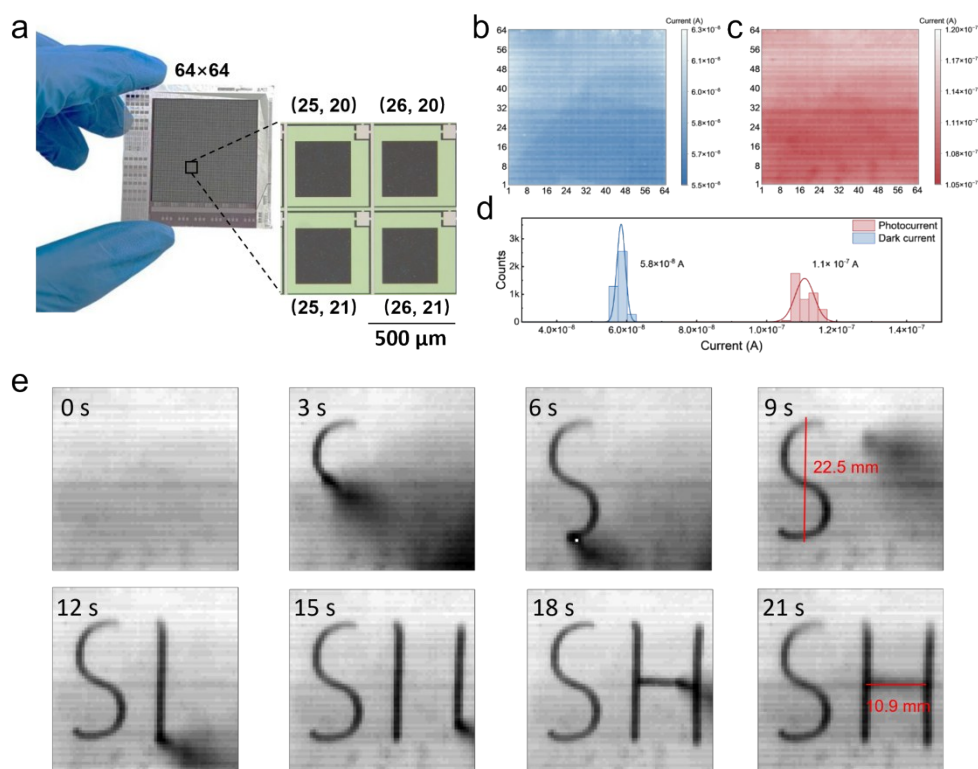 a
64×64
(25, 20) (26, 20)
(25, 21) (26, 21)
500 μm
b
Current (A)
64
56
48
40
32
24
16
8
1
1 8 16 24 32 40 48 56 64
6.3×10⁻⁸
6.1×10⁻⁸
6.0×10⁻⁸
5.8×10⁻⁸
5.7×10⁻⁸
5.5×10⁻⁸
c
Current (A)
64
56
48
40
32
24
16
8
1
1 8 16 24 32 40 48 56 64
1.20×10⁻⁷
1.17×10⁻⁷
1.14×10⁻⁷
1.11×10⁻⁷
1.08×10⁻⁷
1.05×10⁻⁷
d
Photocurrent
Dark current
5.8×10⁻⁸ A
1.1× 10⁻⁷ A
Counts
3k
2k
1k
0
4.0×10⁻⁸ 6.0×10⁻⁸ 8.0×10⁻⁸ 1.0×10⁻⁷ 1.2×10⁻⁷ 1.4×10⁻⁷
Current (A)
e
0 s
3 s
6 s
9 s
S
22.5 mm
12 s
15 s
18 s
SH
21 s
SH
10.9 mm